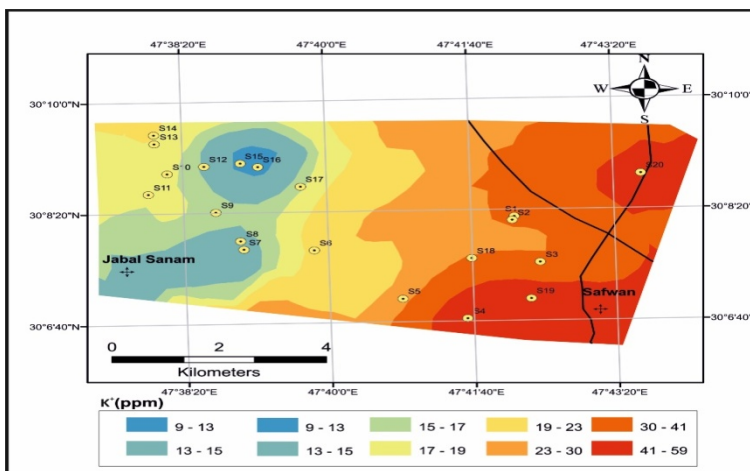 47°38'20"E 47°40'0"E 47°41'40"E 47°43'20"E
N
W E
S
30°10'0"N 30°10'0"N
S14
S13
S10 S12 S15 S16
S20
S11 S17
S9
30°8'20"N S1 30°8'20"N
S2
S8
S7 S6
S18 S3
Jabal Sanam
S5 S19 Safwan
S4
30°6'40"N 30°6'40"N
0 2 4
Kilometers
47°38'20"E 47°40'0"E 47°41'40"E 47°43'20"E
K⁺(ppm)
9 - 13 9 - 13 15 - 17 19 - 23 30 - 41
13 - 15 13 - 15 17 - 19 23 - 30 41 - 59